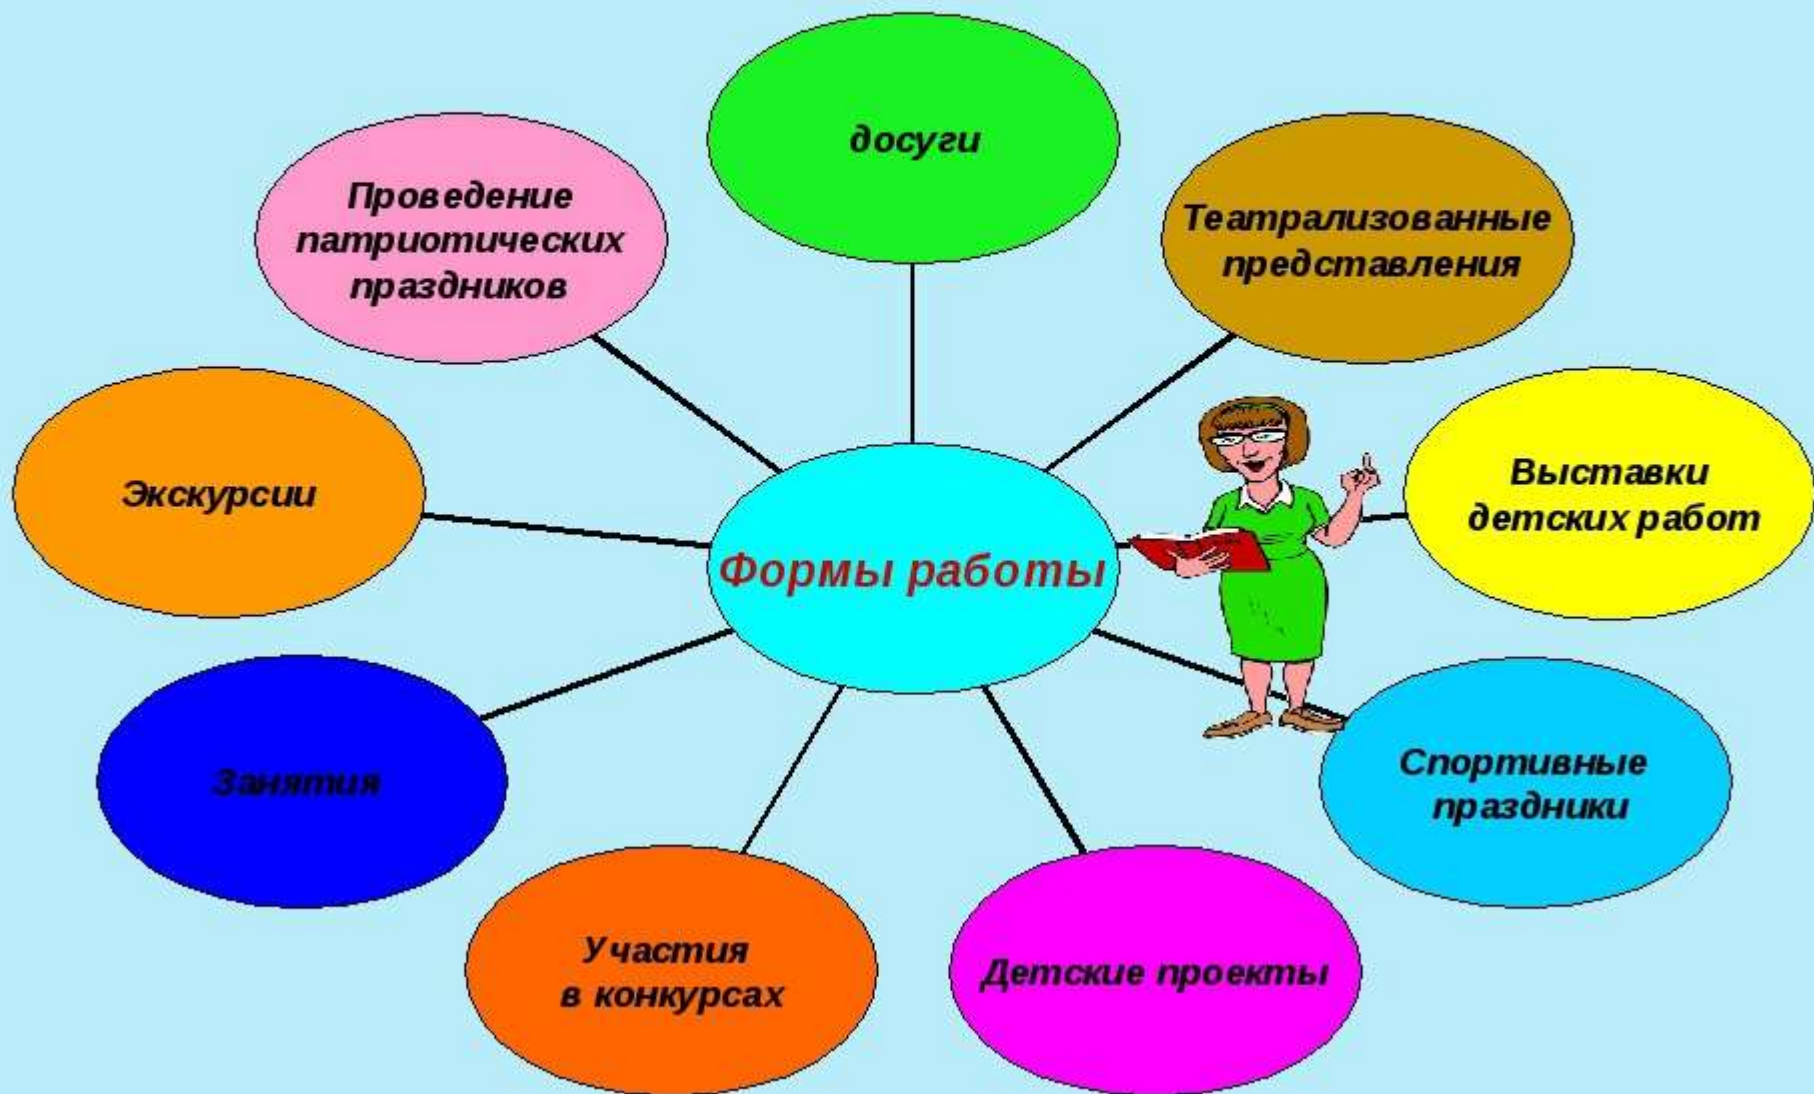 досуги
Проведение
патриотических
праздников
Театрализованные
представления
Экскурсии
Выставки
детских работ
Формы работы
Занятия
Спортивные
праздники
Участия
в конкурсах
Детские проекты